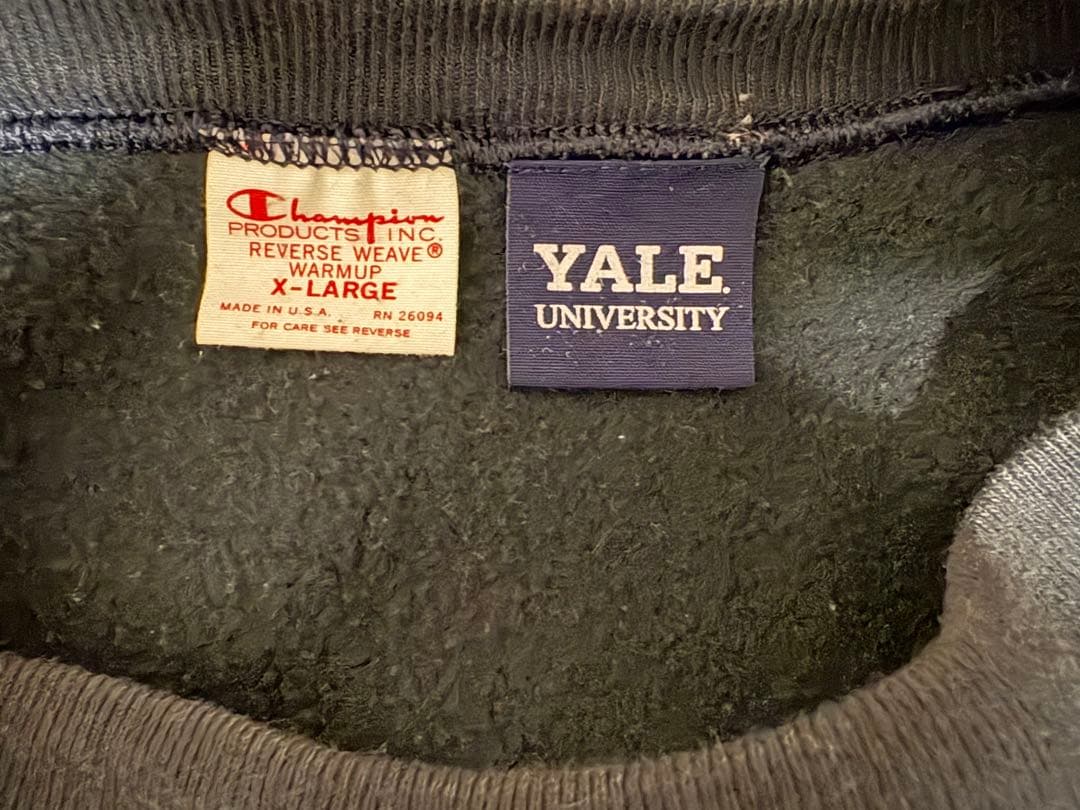 Champion
PRODUCTS INC.
REVERSE WEAVE®
WARMUP
X-LARGE
MADE IN U.S.A. RN 26094
FOR CARE SEE REVERSE
YALE.
UNIVERSITY